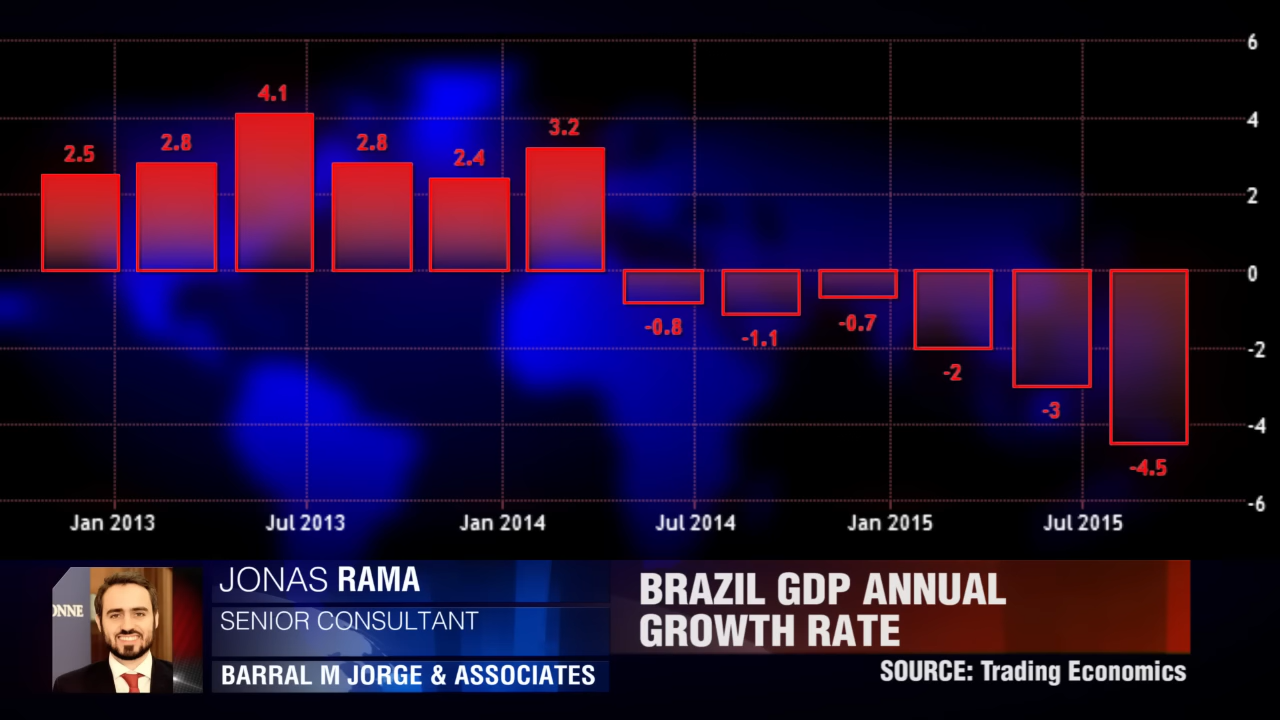 6
4.1
4
3.2
2.8
2.8
2.5
2.4
2
0
-0.8
-0.7
-1.1
-2
-2
-3
-4
-4.5
-6
Jan 2013
Jul 2013
Jan 2014
Jul 2014
Jan 2015
Jul 2015
ONNE
JONAS RAMA
SENIOR CONSULTANT
BARRAL M JORGE & ASSOCIATES
BRAZIL GDP ANNUAL
GROWTH RATE
SOURCE: Trading Economics